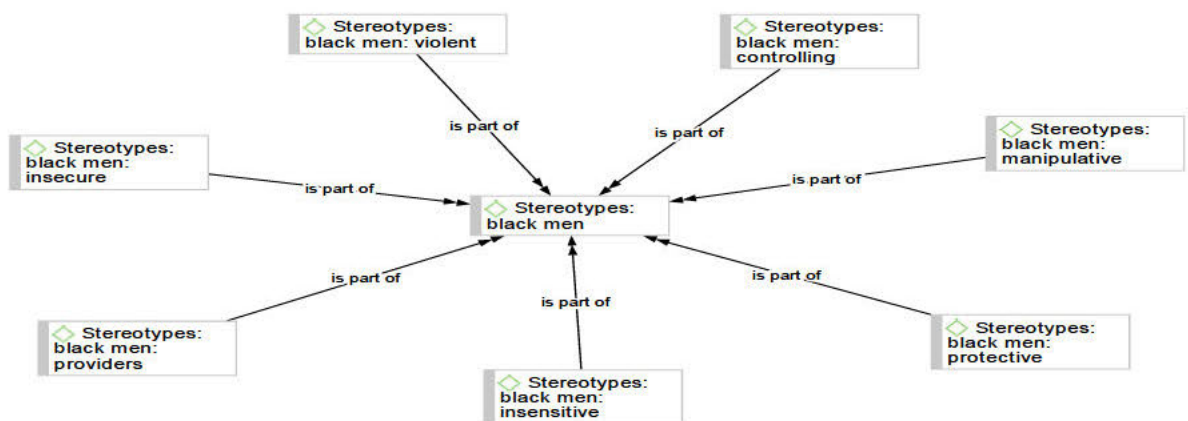 Stereotypes:
black men: violent
Stereotypes:
black men:
controlling
is part of
is part of
Stereotypes:
black men:
insecure
Stereotypes:
black men:
manipulative
is part of
is part of
Stereotypes:
black men
is part of
is part of
is part of
Stereotypes:
black men:
providers
Stereotypes:
black men:
insensitive
Stereotypes:
black men:
protective